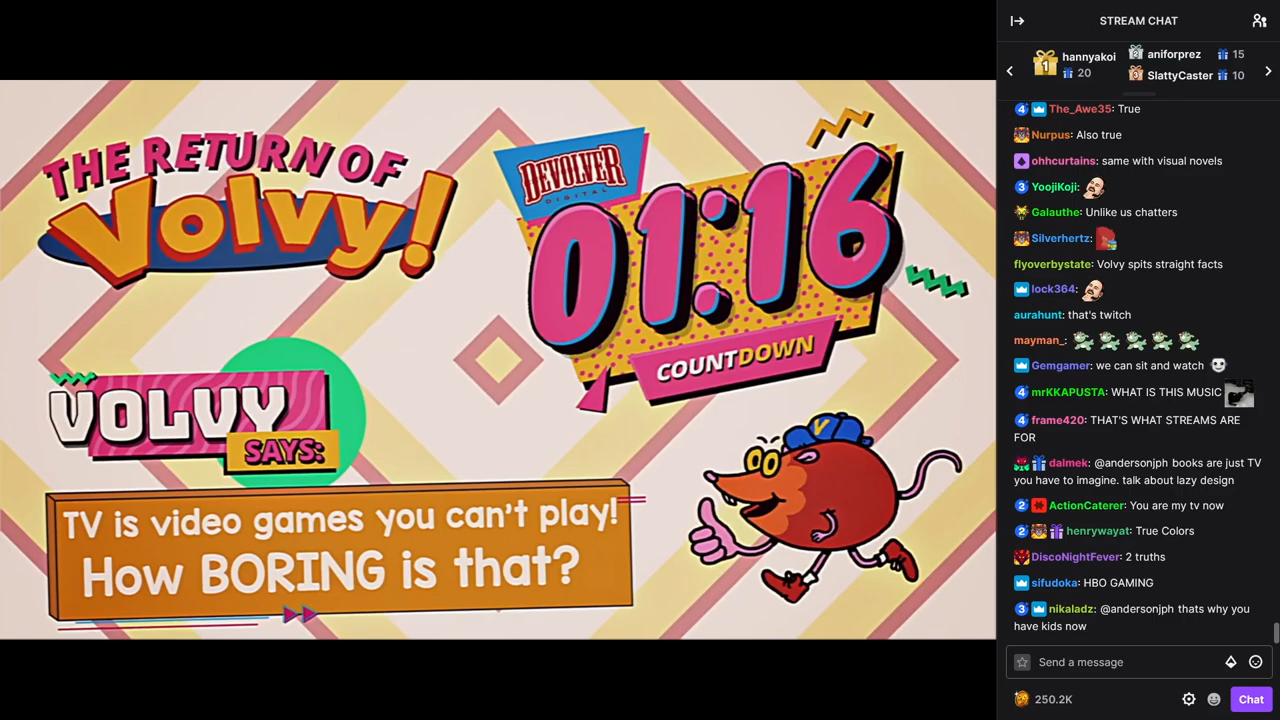 THE RETURN OF
Volvy!
DEVOLVER
DIGITAL
01:16
COUNTDOWN
VOLVY
SAYS:
TV is video games you can't play!
How BORING is that?
V
STREAM CHAT
1
hannyakoi
20
2
aniforprez
15
3
SlattyCaster
10
4 The_Awe35: True
Nurpus: Also true
ohhcurtains: same with visual novels
3 YoojiKoji:
Galauthe: Unlike us chatters
Silverhertz:
flyoverbystate: Volvy spits straight facts
lock364:
aurahunt: that's twitch
mayman_:
Gemgamer: we can sit and watch
4 mrKKAPUSTA: WHAT IS THIS MUSIC
4 frame420: THAT'S WHAT STREAMS ARE
FOR
dalmek: @andersonjph books are just TV
you have to imagine. talk about lazy design
2 ActionCaterer: You are my tv now
2 henrywayat: True Colors
DiscoNightFever: 2 truths
sifudoka: HBO GAMING
3 nikaladz: @andersonjph thats why you
have kids now
Send a message
250.2K
Chat